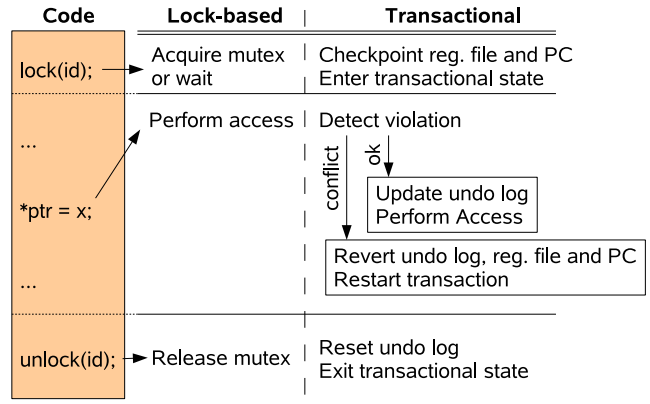 Code Lock-based Transactional
lock(id); Acquire mutex
or wait
Checkpoint reg. file and PC
Enter transactional state
...
*ptr = x;
...
Perform access
Detect violation
conflict
ok
Update undo log
Perform Access
Revert undo log, reg. file and PC
Restart transaction
unlock(id);
Release mutex
Reset undo log
Exit transactional state